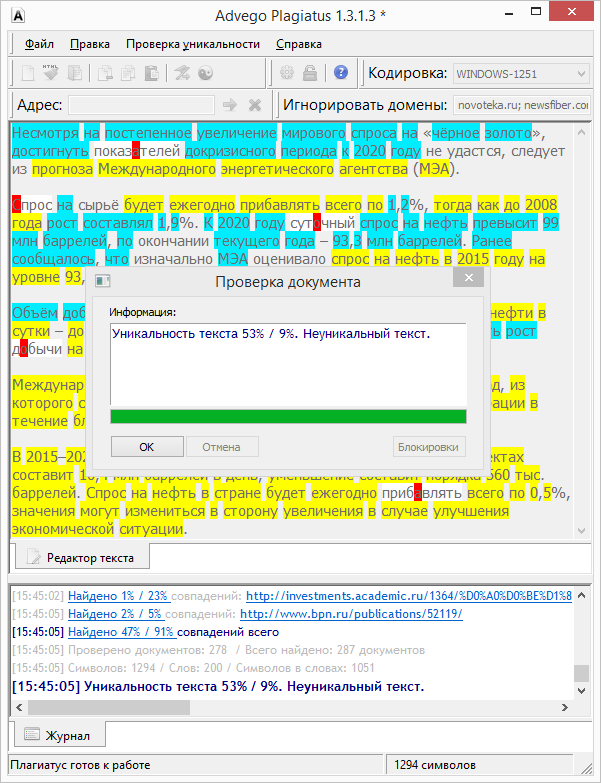 Advego Plagiatus 1.3.1.3 *
Файл Правка Проверка уникальности Справка
Кодировка: WINDOWS-1251
Адрес: Игнорировать домены: novoteka.ru; newsfiber.con
Несмотря на постепенное увеличение мирового спроса на «чёрное золото»,
достигнуть показателей докризисного периода к 2020 году не удастся, следует
из прогноза Международного энергетического агентства (МЭА).
Спрос на сырьё будет ежегодно прибавлять всего по 1,2%, тогда как до 2008
года рост составлял 1,9%. К 2020 году суточный спрос на нефть превысит 99
млн баррелей, по окончании текущего года – 93,3 млн баррелей. Ранее
сообщалось, что изначально МЭА оценивало спрос на нефть в 2015 году на
уровне 93,
Проверка документа
Информация:
Уникальность текста 53% / 9%. Неуникальный текст.
OK Отмена Блокировки
Объём доб нефти в
сутки – до ть рост
добычи на
Междунар д, из
которого с рации в
течение бл
В 2015–202 ектах
составит 10,4 млн баррелей в день, уменьшение составит порядка 560 тыс.
баррелей. Спрос на нефть в стране будет ежегодно прибавлять всего по 0,5%,
значения могут измениться в сторону увеличения в случае улучшения
экономической ситуации.
Редактор текста
[15:45:02] Найдено 1% / 23% совпадений: http://investments.academic.ru/1364/%D0%A0%D0%BE%D1%8
[15:45:05] Найдено 2% / 5% совпадений: http://www.bpn.ru/publications/52119/
[15:45:05] Найдено 47% / 91% совпадений всего
[15:45:05] Проверено документов: 278 / Всего найдено: 287 документов
[15:45:05] Символов: 1294 / Слов: 200 / Символов в словах: 1051
[15:45:05] Уникальность текста 53% / 9%. Неуникальный текст.
Журнал
Плагиатус готов к работе 1294 символов